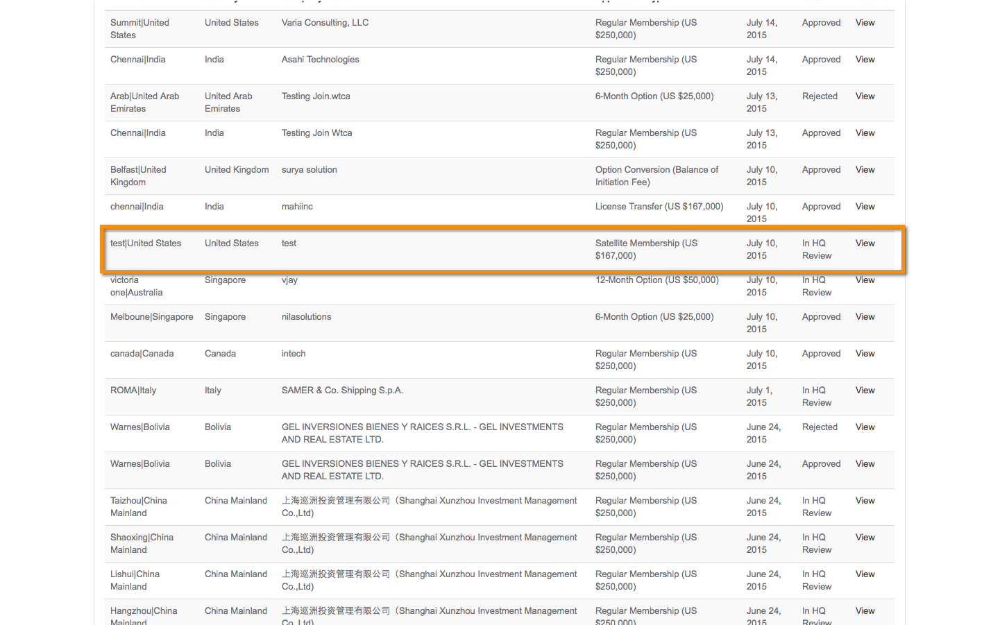 Summit|United United States Varia Consulting, LLC Regular Membership (US July 14, Approved View
States $250,000) 2015
Chennai|India India Asahi Technologies Regular Membership (US July 14, Approved View
$250,000) 2015
Arab|United Arab United Arab Testing Join.wtca 6-Month Option (US $25,000) July 13, Rejected View
Emirates Emirates 2015
Chennai|India India Testing Join Wtca Regular Membership (US July 13, Approved View
$250,000) 2015
Belfast|United United Kingdom surya solution Option Conversion (Balance of July 10, Approved View
Kingdom Initiation Fee) 2015
chennai|India India mahiinc License Transfer (US $167,000) July 10, Approved View
2015
test|United States United States test Satellite Membership (US July 10, In HQ View
$167,000) 2015 Review
victoria Singapore vjay 12-Month Option (US $50,000) July 10, In HQ View
one|Australia 2015 Review
Melboune|Singapore Singapore nilasolutions 6-Month Option (US $25,000) July 10, Approved View
2015
canada|Canada Canada intech Regular Membership (US July 10, Approved View
$250,000) 2015
ROMA|Italy Italy SAMER & Co. Shipping S.p.A. Regular Membership (US July 1, In HQ View
$250,000) 2015 Review
Warnes|Bolivia Bolivia GEL INVERSIONES BIENES Y RAICES S.R.L. - GEL INVESTMENTS Regular Membership (US June 24, Rejected View
AND REAL ESTATE LTD. $250,000) 2015
Warnes|Bolivia Bolivia GEL INVERSIONES BIENES Y RAICES S.R.L. - GEL INVESTMENTS Regular Membership (US June 24, Approved View
AND REAL ESTATE LTD. $250,000) 2015
Taizhou|China China Mainland 上海巡洲投资管理有限公司（Shanghai Xunzhou Investment Management Regular Membership (US June 24, In HQ View
Mainland Co.,Ltd) $250,000) 2015 Review
Shaoxing|China China Mainland 上海巡洲投资管理有限公司（Shanghai Xunzhou Investment Management Regular Membership (US June 24, In HQ View
Mainland Co.,Ltd) $250,000) 2015 Review
Lishui|China China Mainland 上海巡洲投资管理有限公司（Shanghai Xunzhou Investment Management Regular Membership (US June 24, In HQ View
Mainland Co.,Ltd) $250,000) 2015 Review
Hangzhou|China China Mainland 上海巡洲投资管理有限公司（Shanghai Xunzhou Investment Management Regular Membership (US June 24, In HQ View
Mainland Co.,Ltd) $250,000) 2015 Review